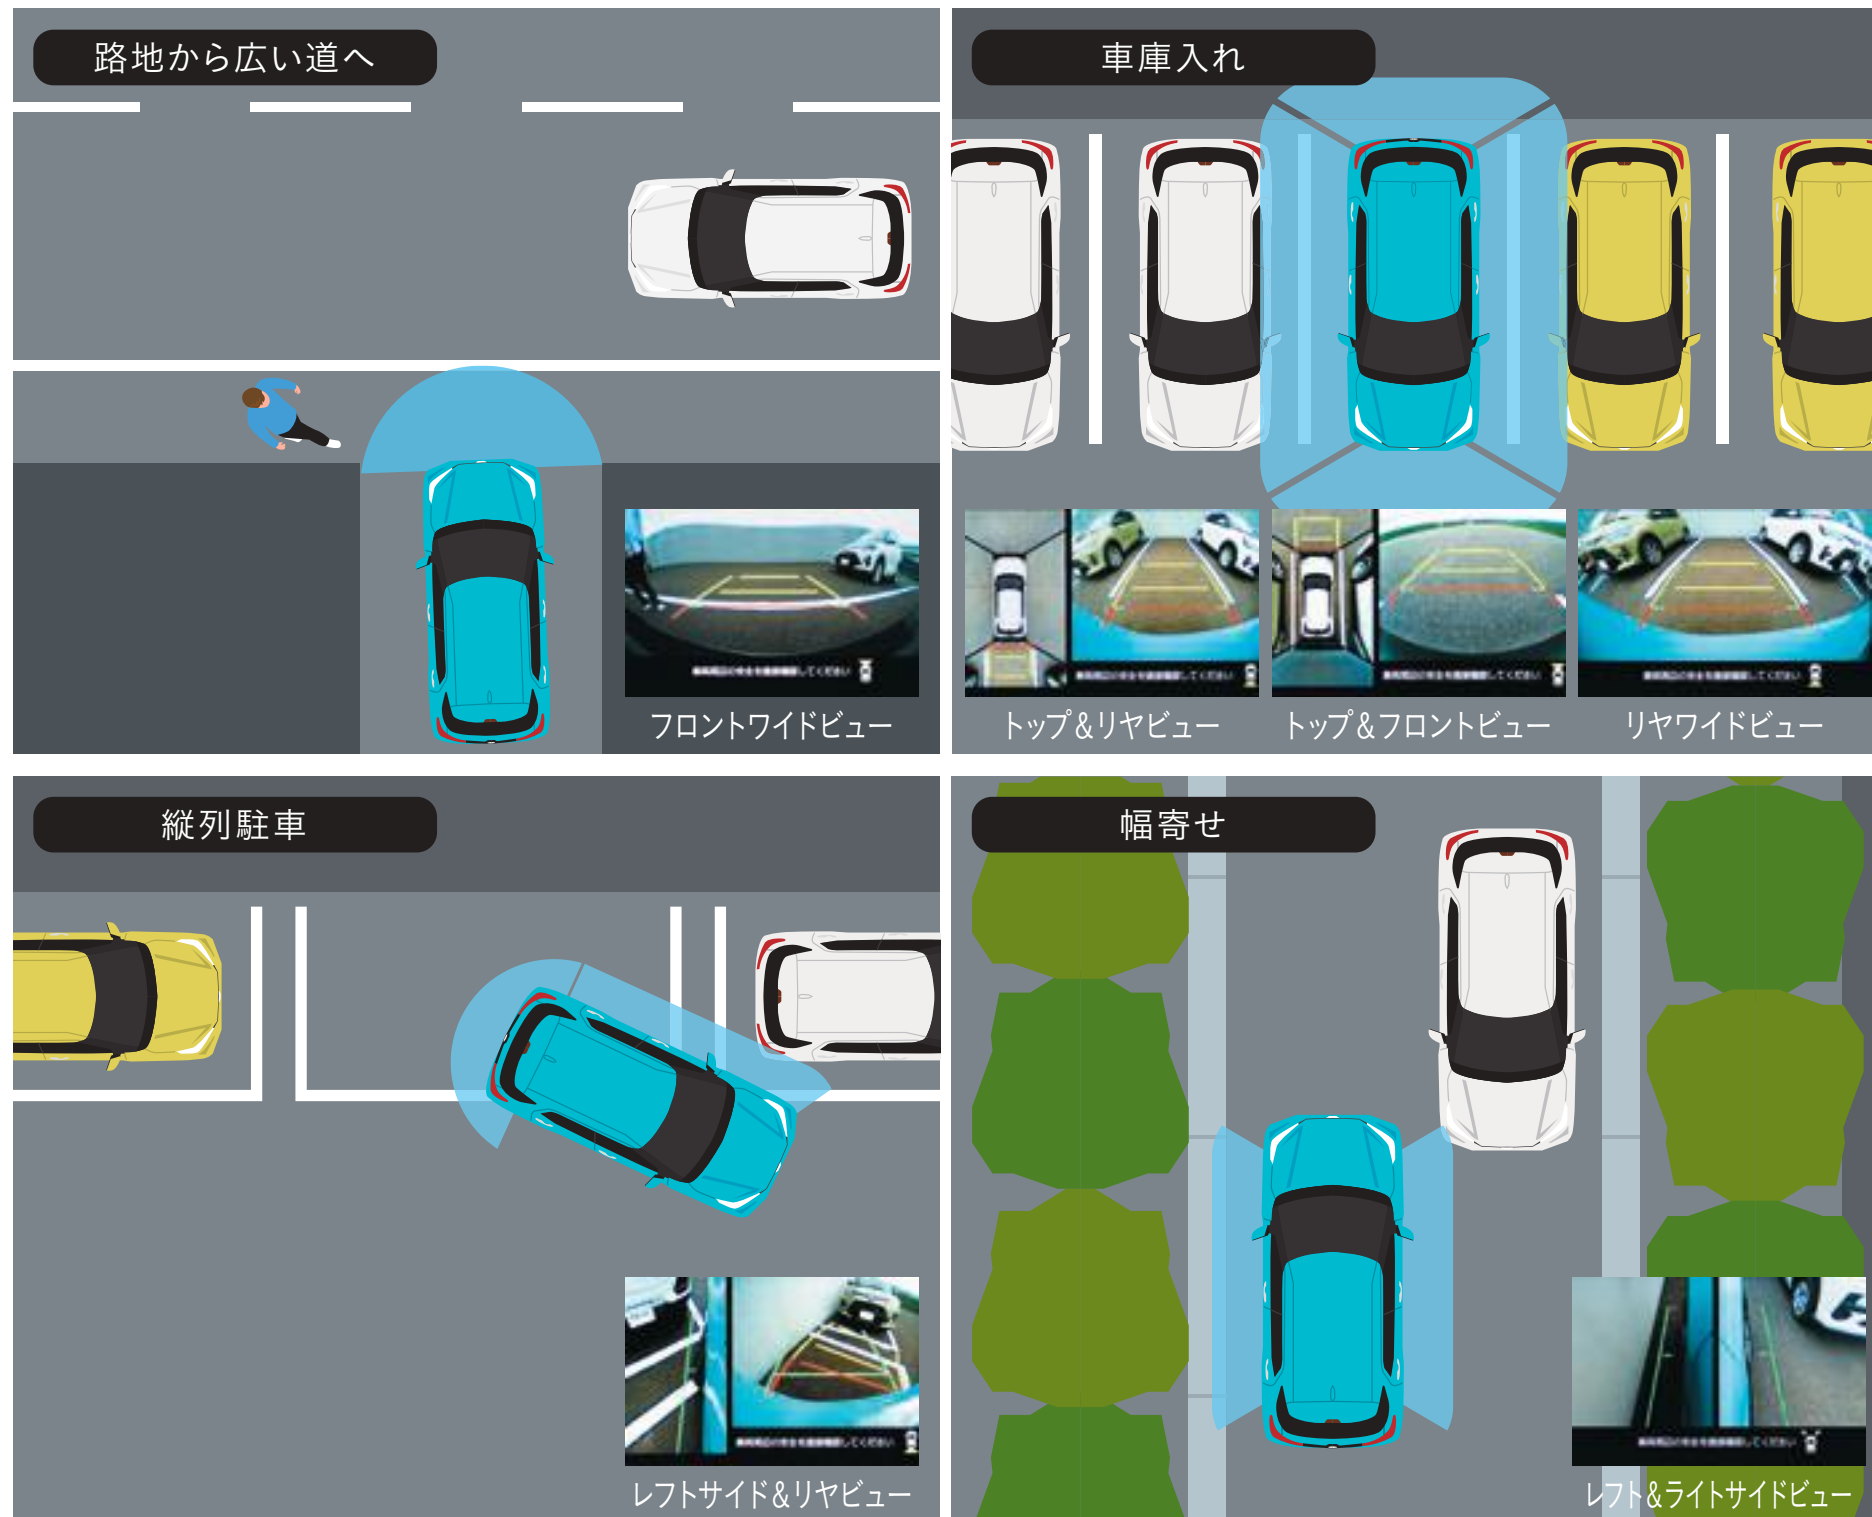 路地から広い道へ
フロントワイドビュー
車庫入れ
トップ＆リヤビュー
トップ＆フロントビュー
リヤワイドビュー
縦列駐車
レフトサイド＆リヤビュー
幅寄せ
レフト＆ライトサイドビュー